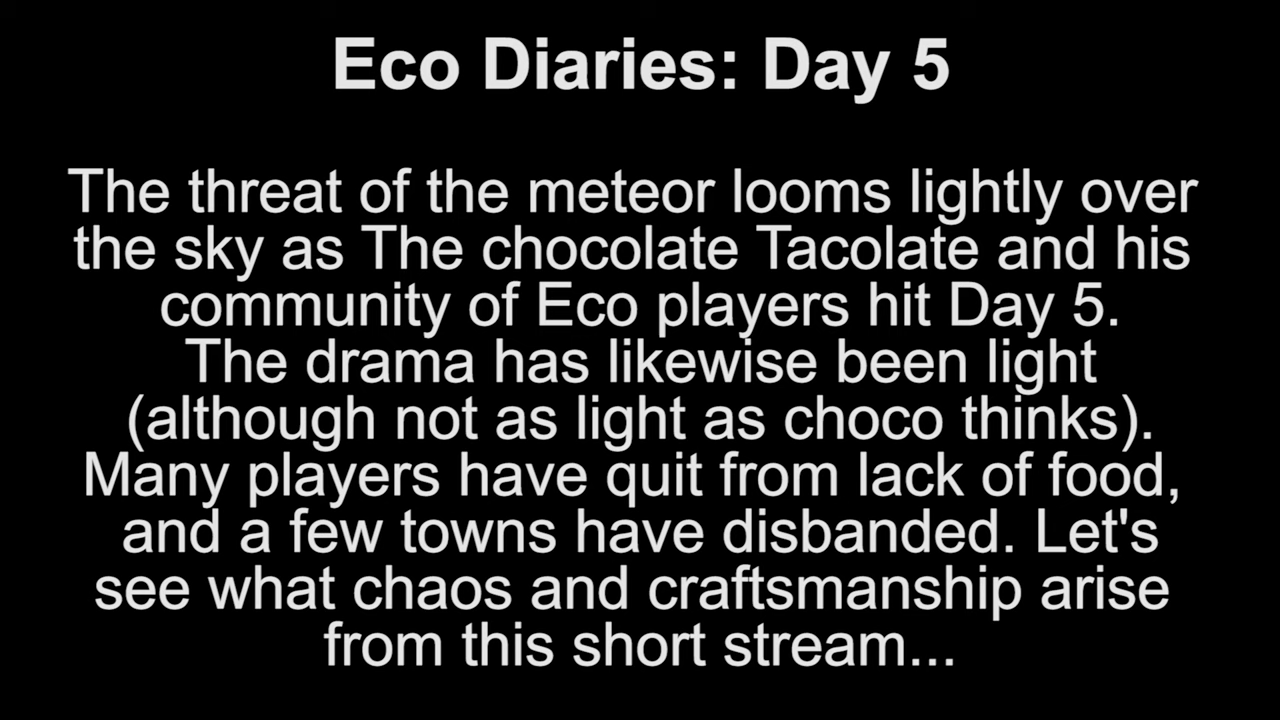 Eco Diaries: Day 5
The threat of the meteor looms lightly over
the sky as The chocolate Tacolate and his
community of Eco players hit Day 5.
The drama has likewise been light
(although not as light as choco thinks).
Many players have quit from lack of food,
and a few towns have disbanded. Let's
see what chaos and craftsmanship arise
from this short stream...